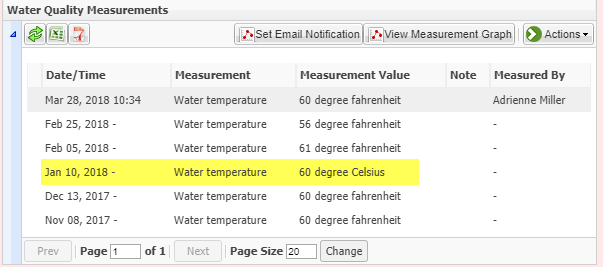 Water Quality Measurements
Set Email Notification View Measurement Graph Actions
Date/Time Measurement Measurement Value Note Measured By
Mar 28, 2018 10:34 Water temperature 60 degree fahrenheit Adrienne Miller
Feb 25, 2018 - Water temperature 56 degree fahrenheit -
Feb 05, 2018 - Water temperature 61 degree fahrenheit -
Jan 10, 2018 - Water temperature 60 degree Celsius -
Dec 13, 2017 - Water temperature 60 degree fahrenheit -
Nov 08, 2017 - Water temperature 60 degree fahrenheit -
Prev Page 1 of 1 Next Page Size 20 Change